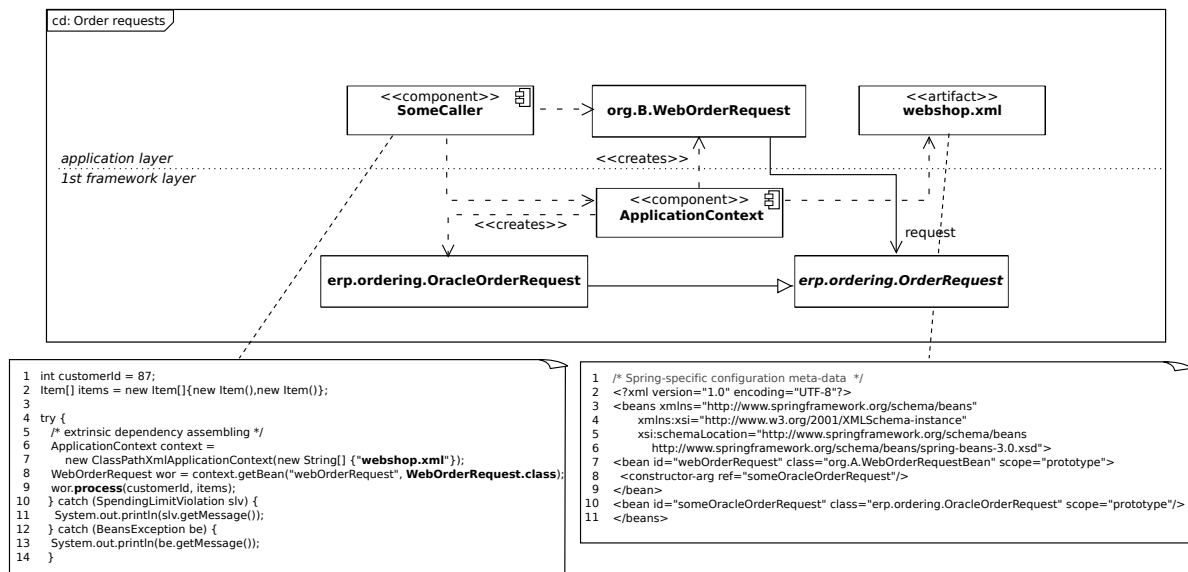 cd: Order requests
<<component>>
SomeCaller
org.B.WebOrderRequest
<<artifact>>
webshop.xml
application layer
<<creates>>
1st framework layer
<<component>>
ApplicationContext
<<creates>>
request
erp.ordering.OracleOrderRequest
erp.ordering.OrderRequest
1 int customerId = 87;
2 Item[] items = new Item[]{new Item(),new Item()};
3
4 try {
5 /* extrinsic dependency assembling */
6 ApplicationContext context =
7 new ClassPathXmlApplicationContext(new String[] {"webshop.xml"});
8 WebOrderRequest wor = context.getBean("webOrderRequest", WebOrderRequest.class);
9 wor.process(customerId, items);
10 } catch (SpendingLimitViolation slv) {
11 System.out.println(slv.getMessage());
12 } catch (BeansException be) {
13 System.out.println(be.getMessage());
14 }
1 /* Spring-specific configuration meta-data */
2 <?xml version="1.0" encoding="UTF-8"?>
3 <beans xmlns="http://www.springframework.org/schema/beans"
4 xmlns:xsi="http://www.w3.org/2001/XMLSchema-instance"
5 xsi:schemaLocation="http://www.springframework.org/schema/beans
6 http://www.springframework.org/schema/beans/spring-beans-3.0.xsd">
7 <bean id="webOrderRequest" class="org.A.WebOrderRequestBean" scope="prototype">
8 <constructor-arg ref="someOracleOrderRequest"/>
9 </bean>
10 <bean id="someOracleOrderRequest" class="erp.ordering.OracleOrderRequest" scope="prototype"/>
11 </beans>